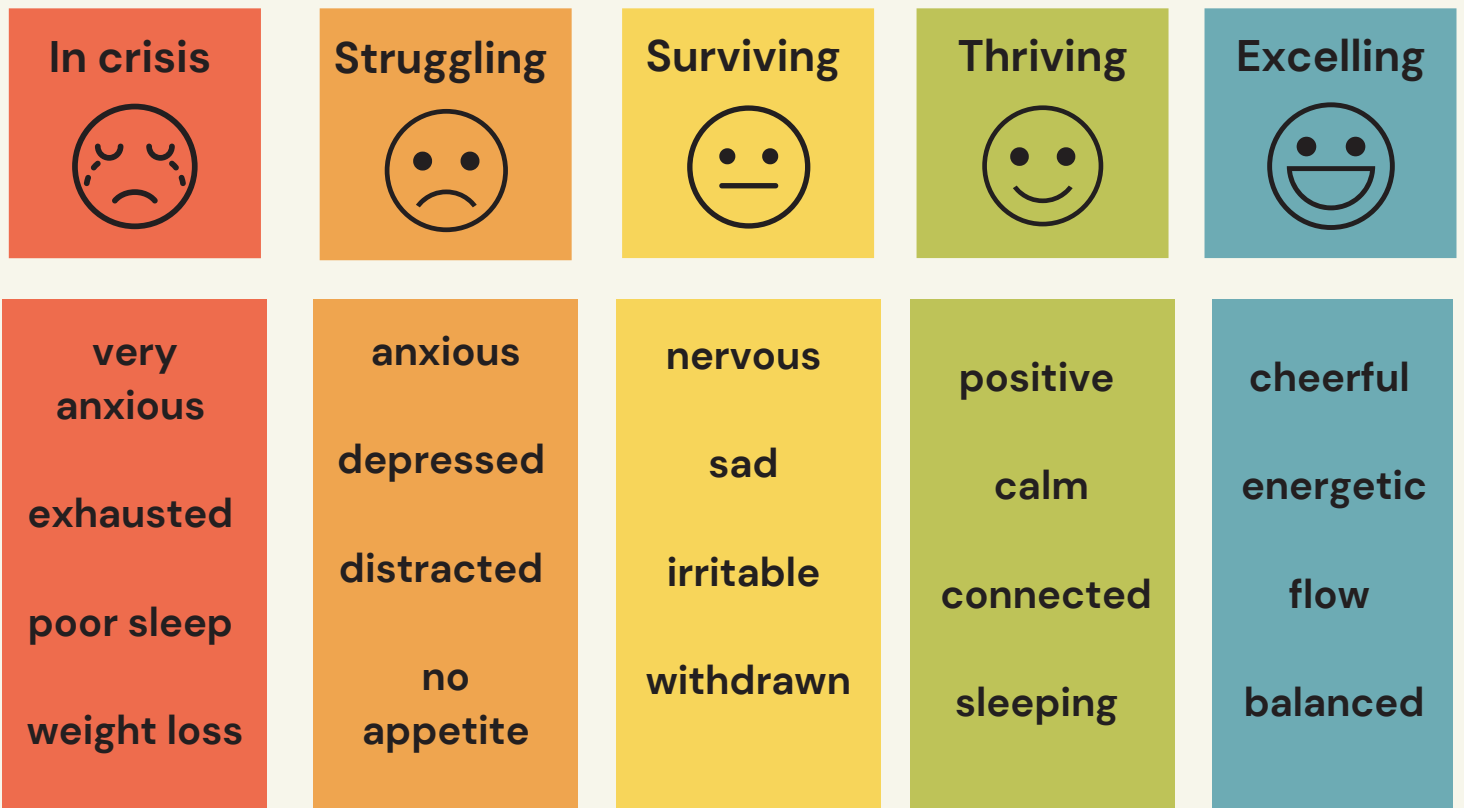 In crisis
Struggling
Surviving
Thriving
Excelling
very
anxious
exhausted
poor sleep
weight loss
anxious
depressed
distracted
no
appetite
nervous
sad
irritable
withdrawn
positive
calm
connected
sleeping
cheerful
energetic
flow
balanced